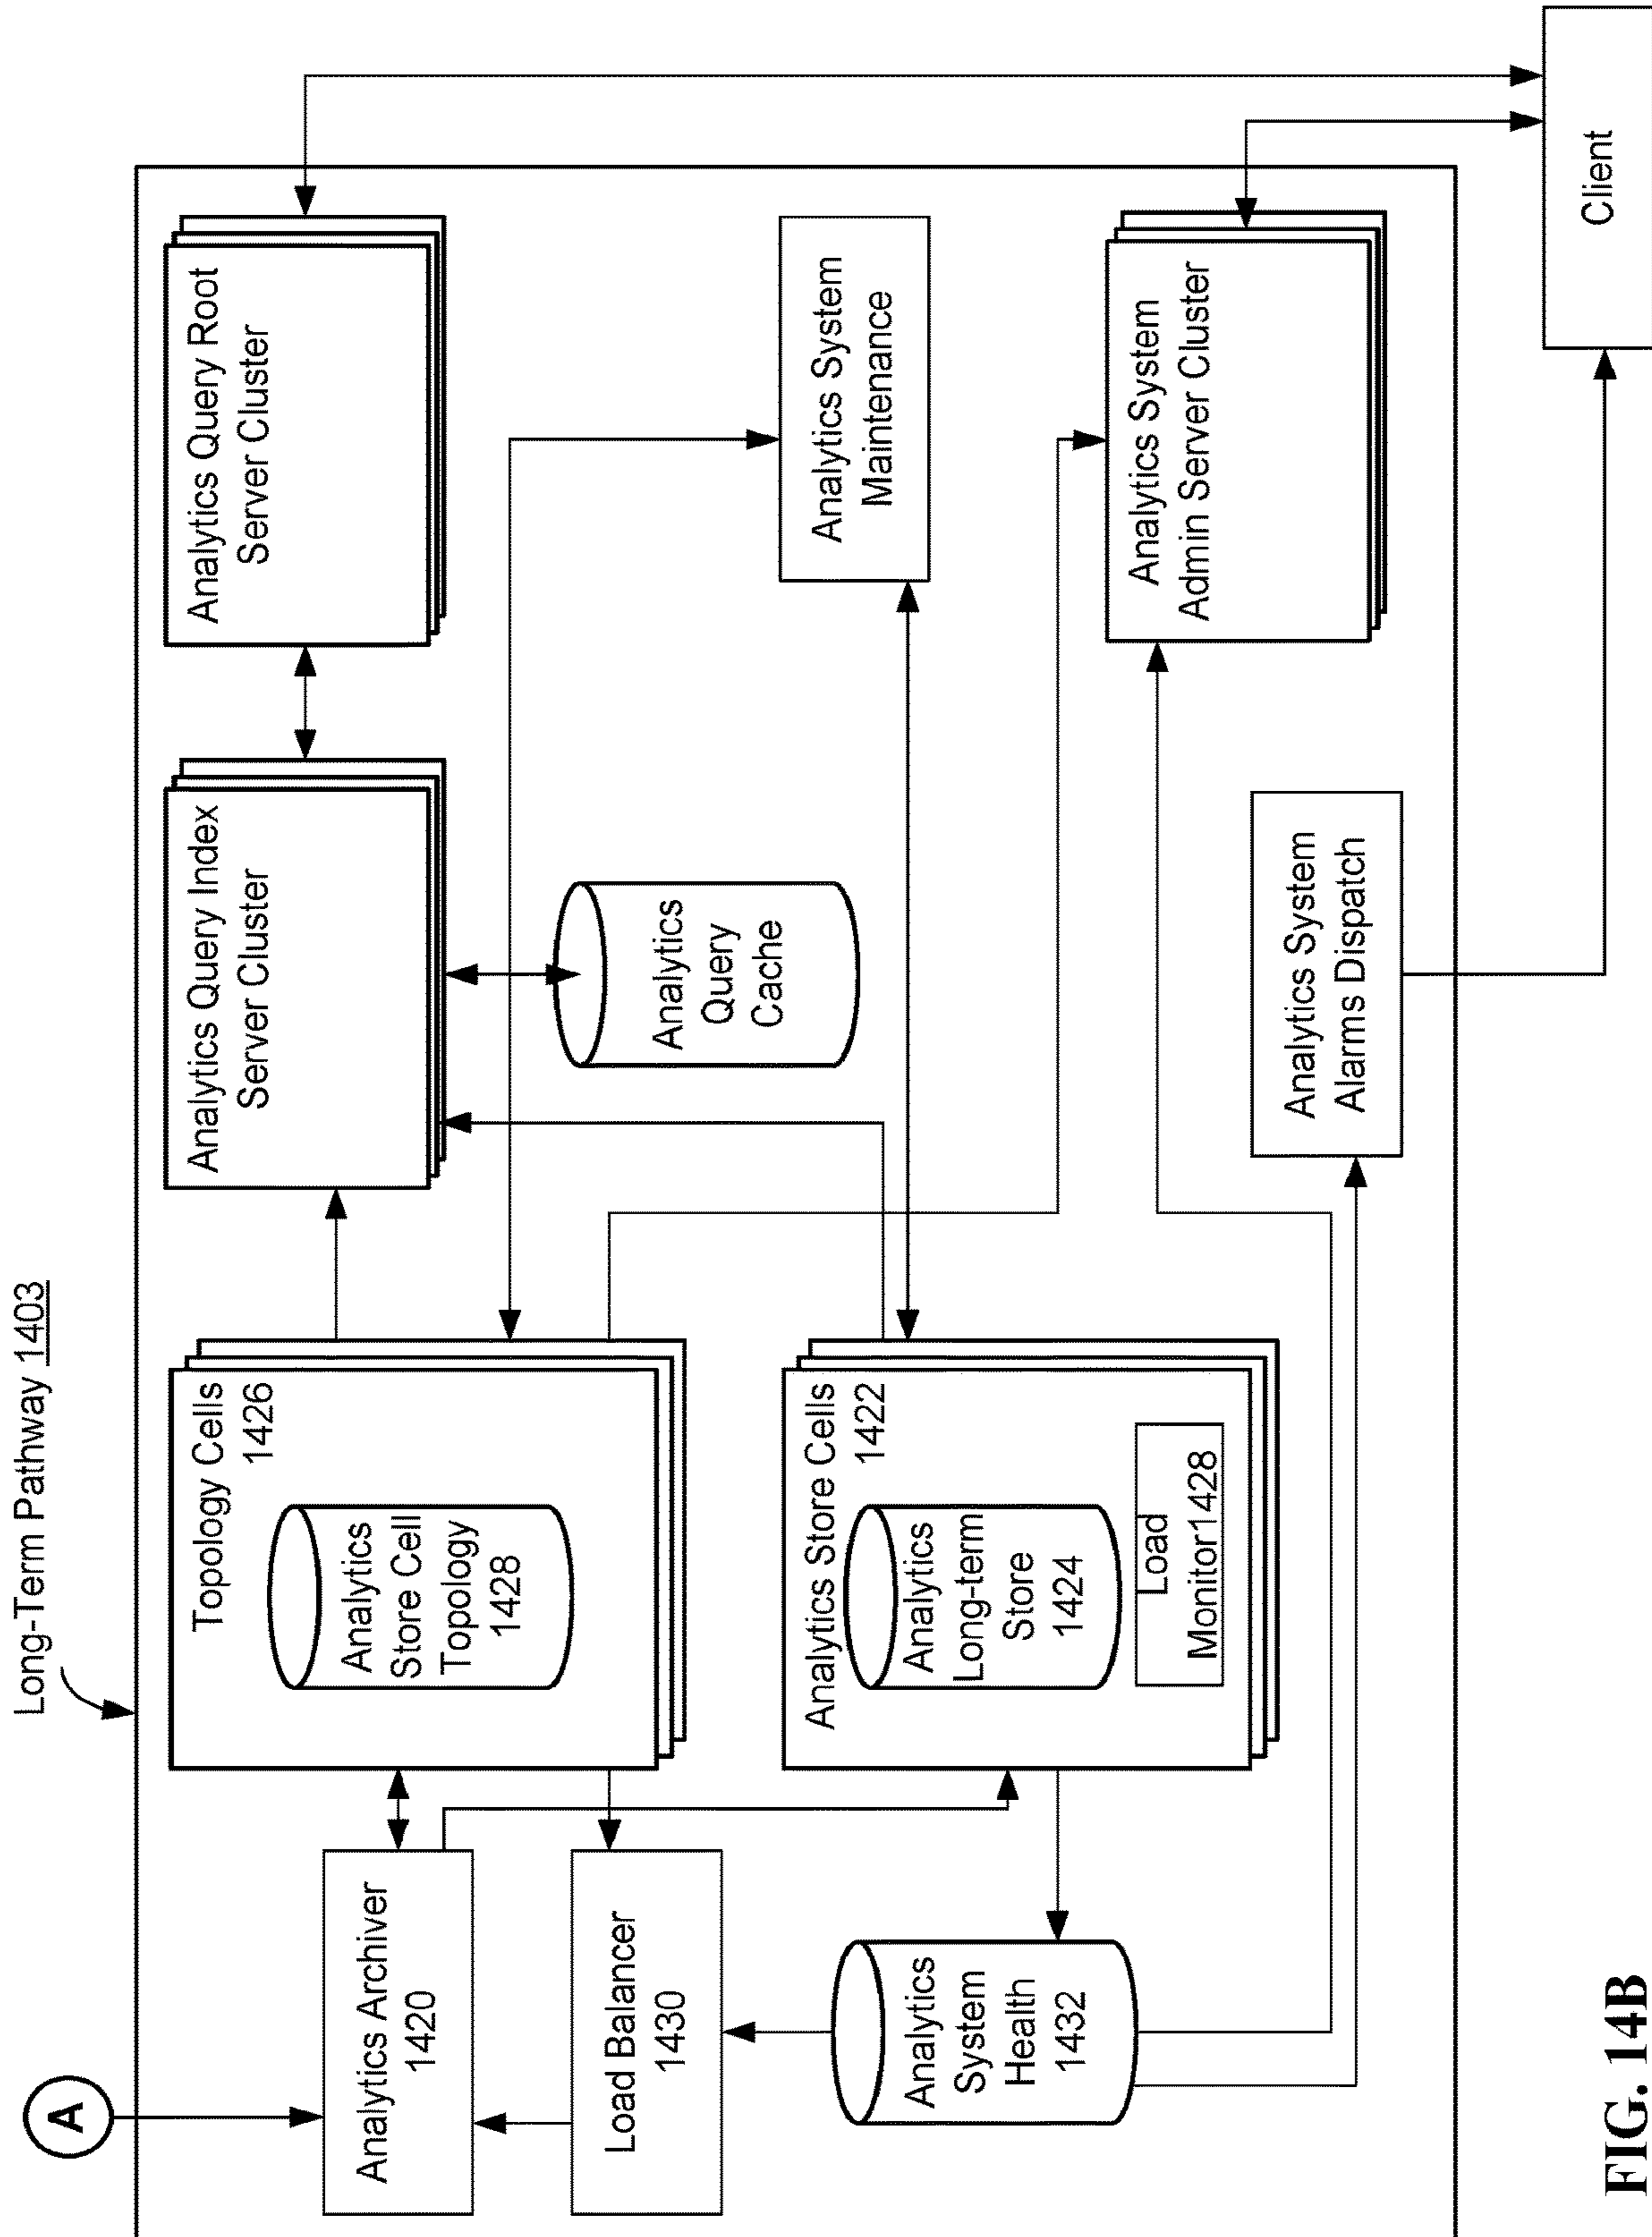 Long-Term Pathway 1403
A
Analytics Archiver
1420
Load Balancer
1430
Analytics
System
Health
1432
Topology Cells
1426
Analytics
Store Cell
Topology
1428
Analytics Store Cells
1422
Analytics
Long-term
Store
1424
Load
Monitor1428
Analytics Query Index
Server Cluster
Analytics
Query
Cache
Analytics System
Alarms Dispatch
Analytics Query Root
Server Cluster
Analytics System
Maintenance
Analytics System
Admin Server Cluster
Client
FIG. 14B